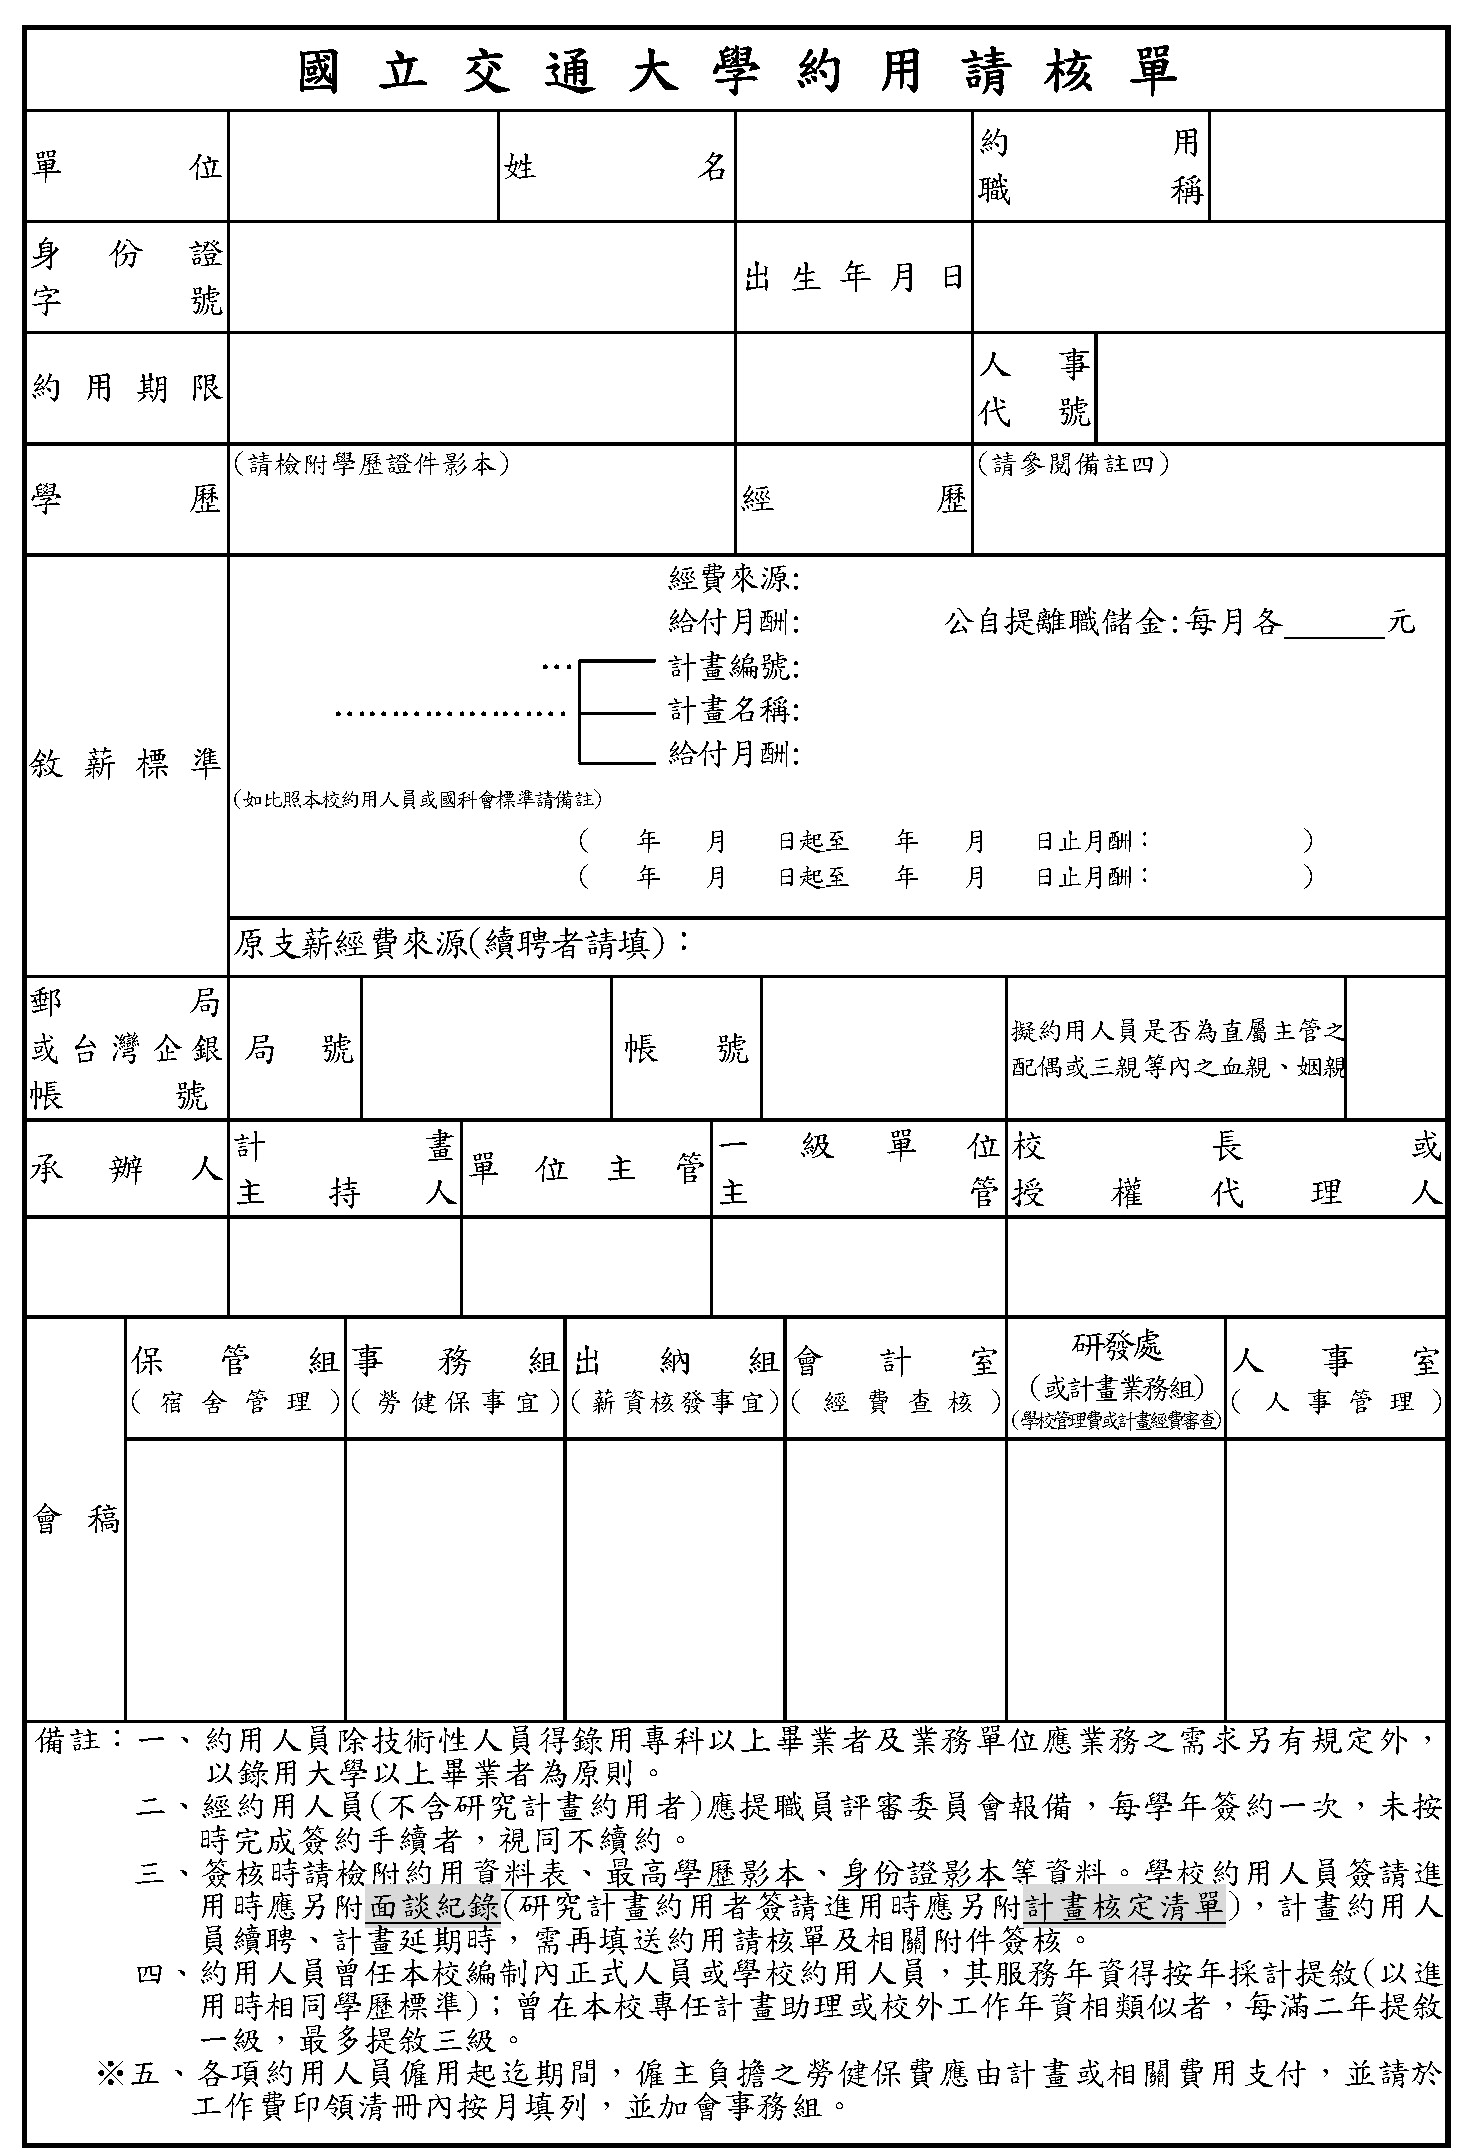 國立交通大學約用請核單
單位 姓名 約用
職稱
身份證
字號 出生年月日
約用期限 人事
代號
學歷 (請檢附學歷證件影本) 經歷 (請參閱備註四)
敘薪標準
經費來源:
給付月酬: 公自提離職儲金:每月各______元
…計畫編號:
…………………計畫名稱:
給付月酬:
(如比照本校約用人員或國科會標準請備註)
( 年 月 日起至 年 月 日止月酬: )
( 年 月 日起至 年 月 日止月酬: )
原支薪經費來源(續聘者請填):
郵局
或台灣企銀
帳號
局號 帳號
擬約用人員是否為直屬主管之
配偶或三親等內之血親、姻親
承辦人
計畫
主持人
單位主管
一級單位
主管
校長或
授權代理人
會稿
保管組
(宿舍管理)
事務組
(勞健保事宜)
出納組
(薪資核發事宜)
會計室
(經費查核)
研發處
(或計畫業務組)
(學校管理費或計畫經費審查)
人事室
(人事管理)
備註:一、約用人員除技術性人員得錄用專科以上畢業者及業務單位應業務之需求另有規定外,
以錄用大學以上畢業者為原則。
二、經約用人員(不含研究計畫約用者)應提職員評審委員會報備,每學年簽約一次,未按
時完成簽約手續者,視同不續約。
三、簽核時請檢附約用資料表、最高學歷影本、身份證影本等資料。學校約用人員簽請進
用時應另附面談紀錄(研究計畫約用者簽請進用時應另附計畫核定清單),計畫約用人
員續聘、計畫延期時,需再填送約用請核單及相關附件簽核。
四、約用人員曾任本校編制內正式人員或學校約用人員,其服務年資得按年採計提敘(以進
用時相同學歷標準);曾在本校專任計畫助理或校外工作年資相類似者,每滿二年提敘
一級,最多提敘三級。
※五、各項約用人員僱用起迄期間,僱主負擔之勞健保費應由計畫或相關費用支付,並請於
工作費印領清冊內按月填列,並加會事務組。